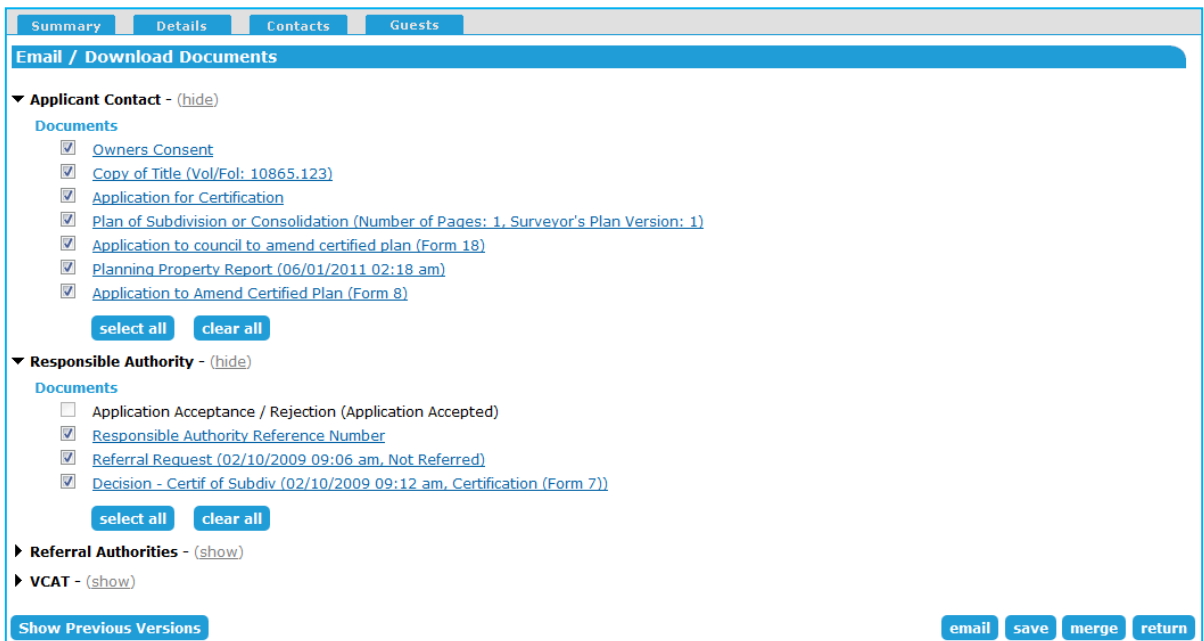 Summary Details Contacts Guests
Email / Download Documents
Applicant Contact - (hide)
Documents
Owners Consent
Copy of Title (Vol/Fol: 10865.123)
Application for Certification
Plan of Subdivision or Consolidation (Number of Pages: 1, Surveyor's Plan Version: 1)
Application to council to amend certified plan (Form 18)
Planning Property Report (06/01/2011 02:18 am)
Application to Amend Certified Plan (Form 8)
select all clear all
Responsible Authority - (hide)
Documents
Application Acceptance / Rejection (Application Accepted)
Responsible Authority Reference Number
Referral Request (02/10/2009 09:06 am, Not Referred)
Decision - Certif of Subdiv (02/10/2009 09:12 am, Certification (Form 7))
select all clear all
Referral Authorities - (show)
VCAT - (show)
Show Previous Versions email save merge return